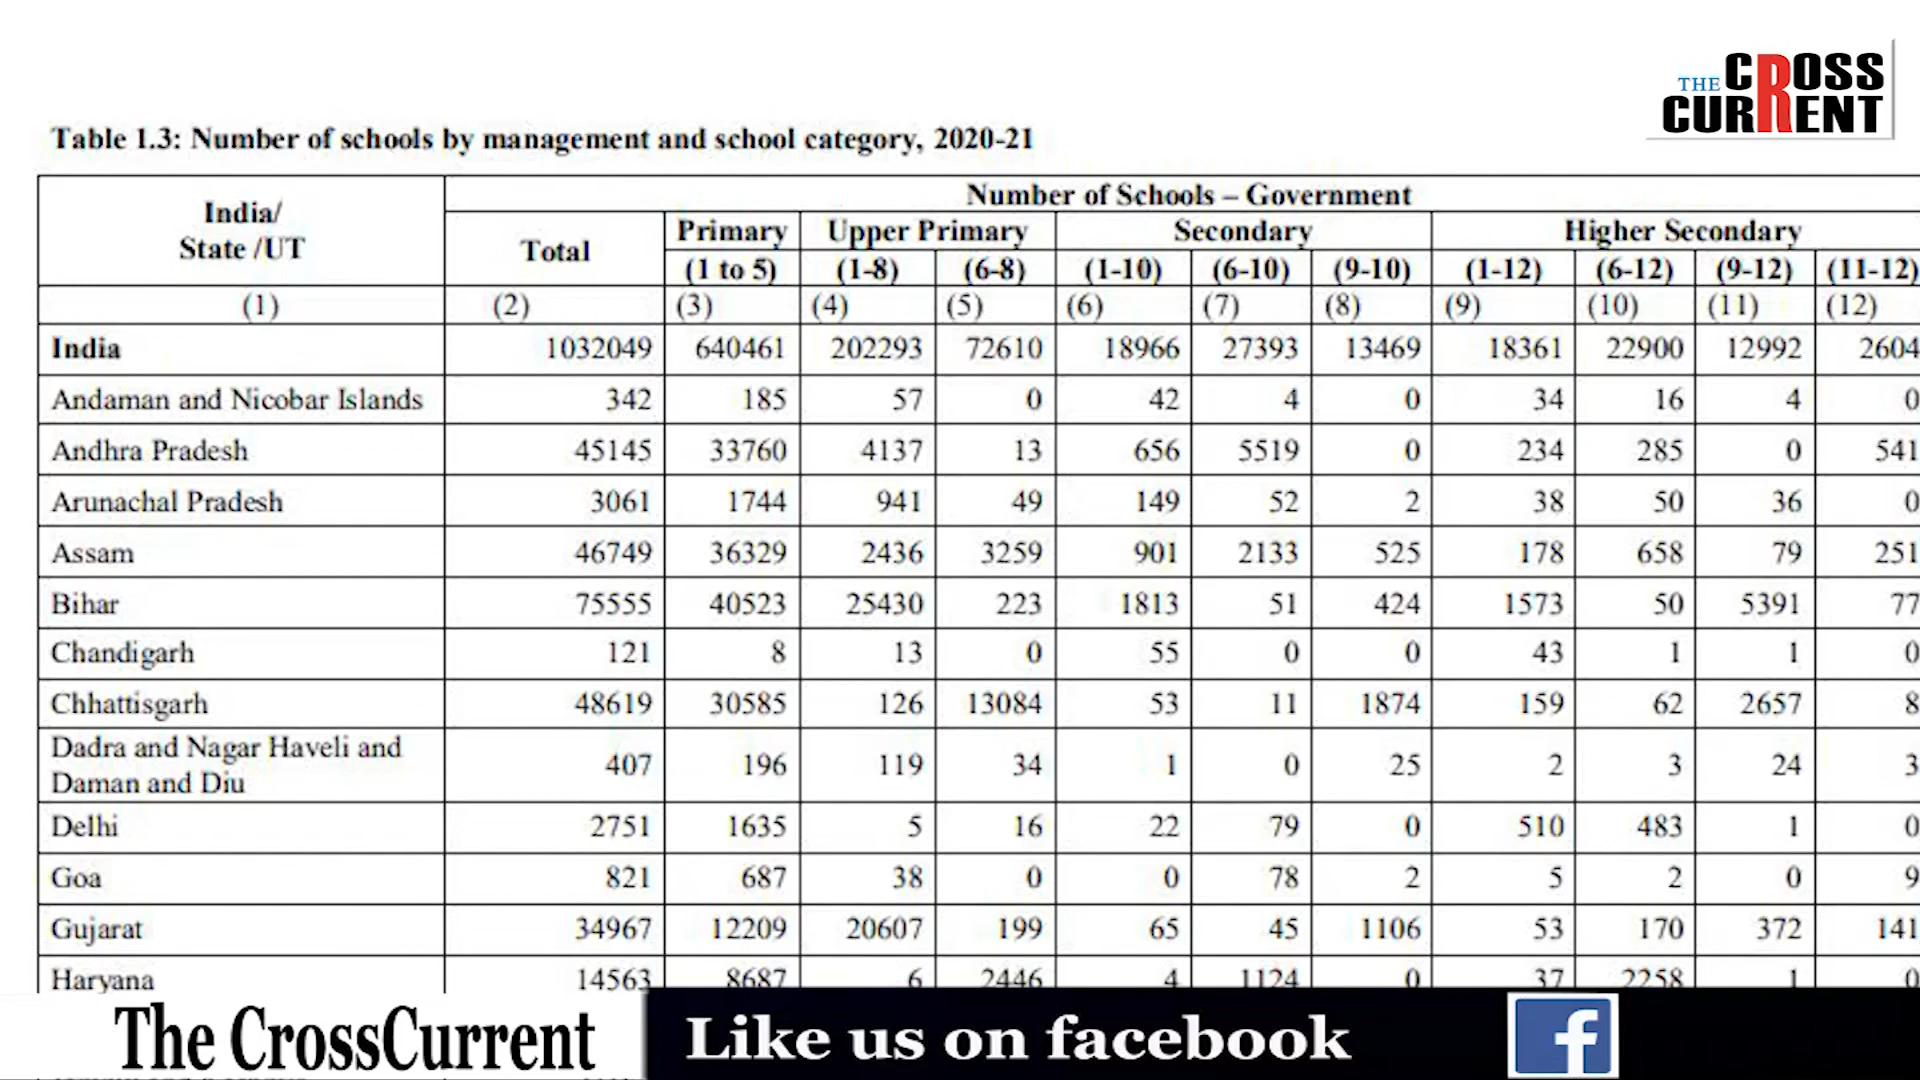 THE CROSS
CURRENT
Table 1.3: Number of schools by management and school category, 2020-21
India/ State /UT Number of Schools – Government
Total Primary Upper Primary Secondary Higher Secondary
(1 to 5) (1-8) (6-8) (1-10) (6-10) (9-10) (1-12) (6-12) (9-12) (11-12)
(1) (2) (3) (4) (5) (6) (7) (8) (9) (10) (11) (12)
India 1032049 640461 202293 72610 18966 27393 13469 18361 22900 12992 2604
Andaman and Nicobar Islands 342 185 57 0 42 4 0 34 16 4 0
Andhra Pradesh 45145 33760 4137 13 656 5519 0 234 285 0 541
Arunachal Pradesh 3061 1744 941 49 149 52 2 38 50 36 0
Assam 46749 36329 2436 3259 901 2133 525 178 658 79 251
Bihar 75555 40523 25430 223 1813 51 424 1573 50 5391 77
Chandigarh 121 8 13 0 55 0 0 43 1 1 0
Chhattisgarh 48619 30585 126 13084 53 11 1874 159 62 2657 8
Dadra and Nagar Haveli and
Daman and Diu 407 196 119 34 1 0 25 2 3 24 3
Delhi 2751 1635 5 16 22 79 0 510 483 1 0
Goa 821 687 38 0 0 78 2 5 2 0 9
Gujarat 34967 12209 20607 199 65 45 1106 53 170 372 141
Haryana 14563 8687 6 2446 4 1124 0 37 2258 1 0
The CrossCurrent Like us on facebook f